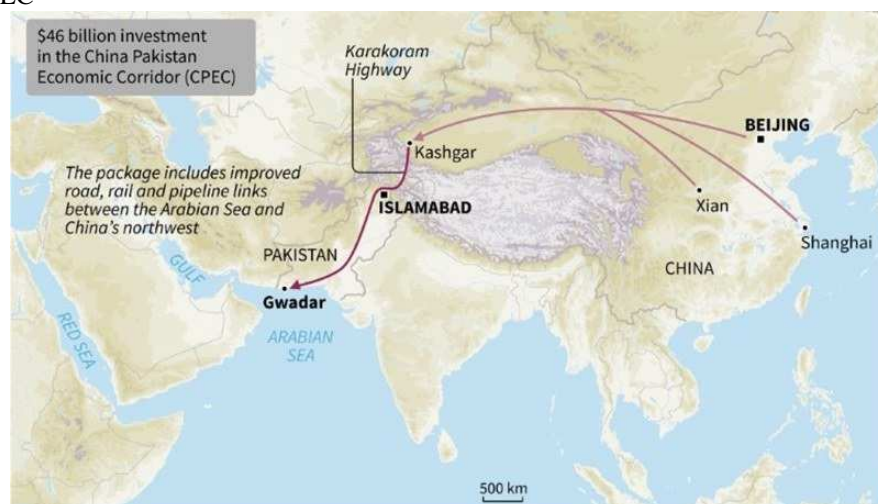 $46 billion investment
in the China Pakistan
Economic Corridor (CPEC)
Karakoram
Highway
BEIJING
Kashgar
The package includes improved
road, rail and pipeline links
between the Arabian Sea and
China's northwest
ISLAMABAD
Xian
Shanghai
PAKISTAN
CHINA
GULF
Gwadar
RED SEA
ARABIAN
SEA
500 km